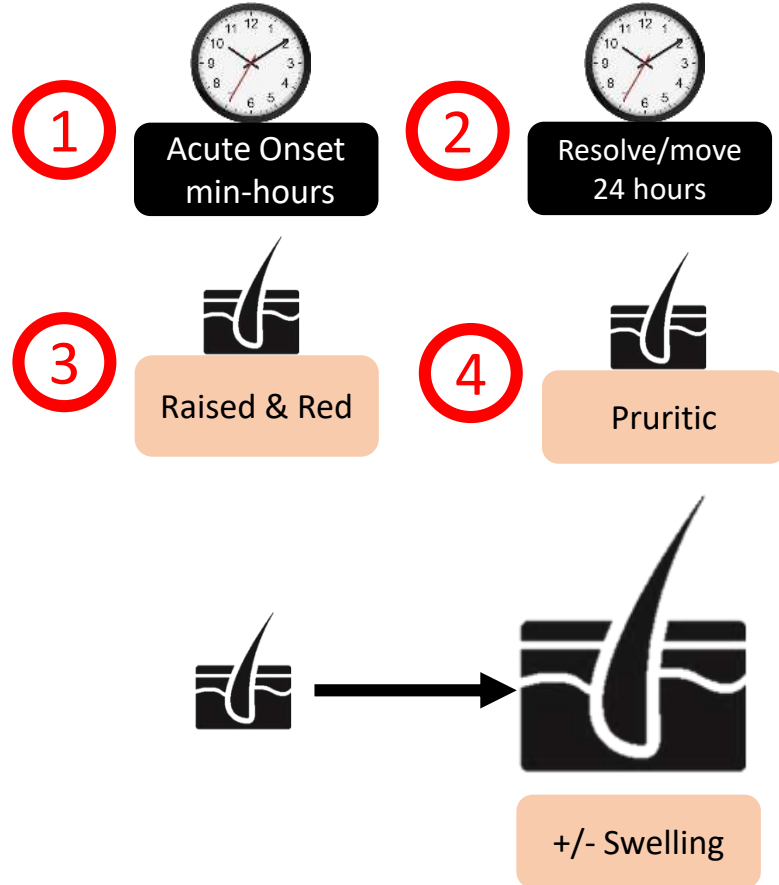 1
Acute Onset
min-hours
2
Resolve/move
24 hours
3
Raised & Red
4
Pruritic
+/- Swelling